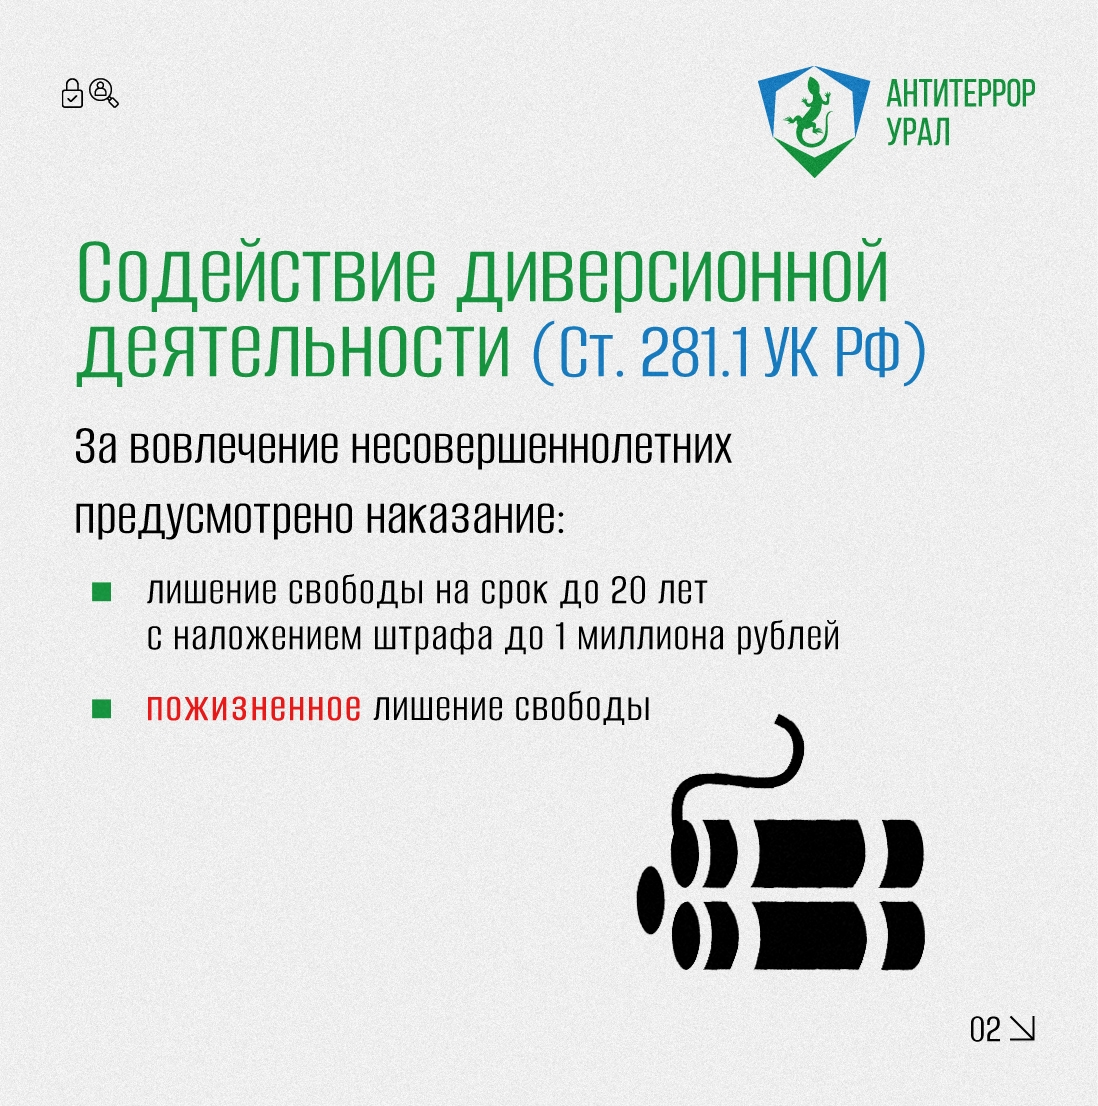 АНТИТЕРРОР
УРАЛ
Содействие диверсионной
деятельности (Ст. 281.1 УК РФ)
За вовлечение несовершеннолетних
предусмотрено наказание:
лишение свободы на срок до 20 лет
с наложением штрафа до 1 миллиона рублей
пожизненное лишение свободы
02